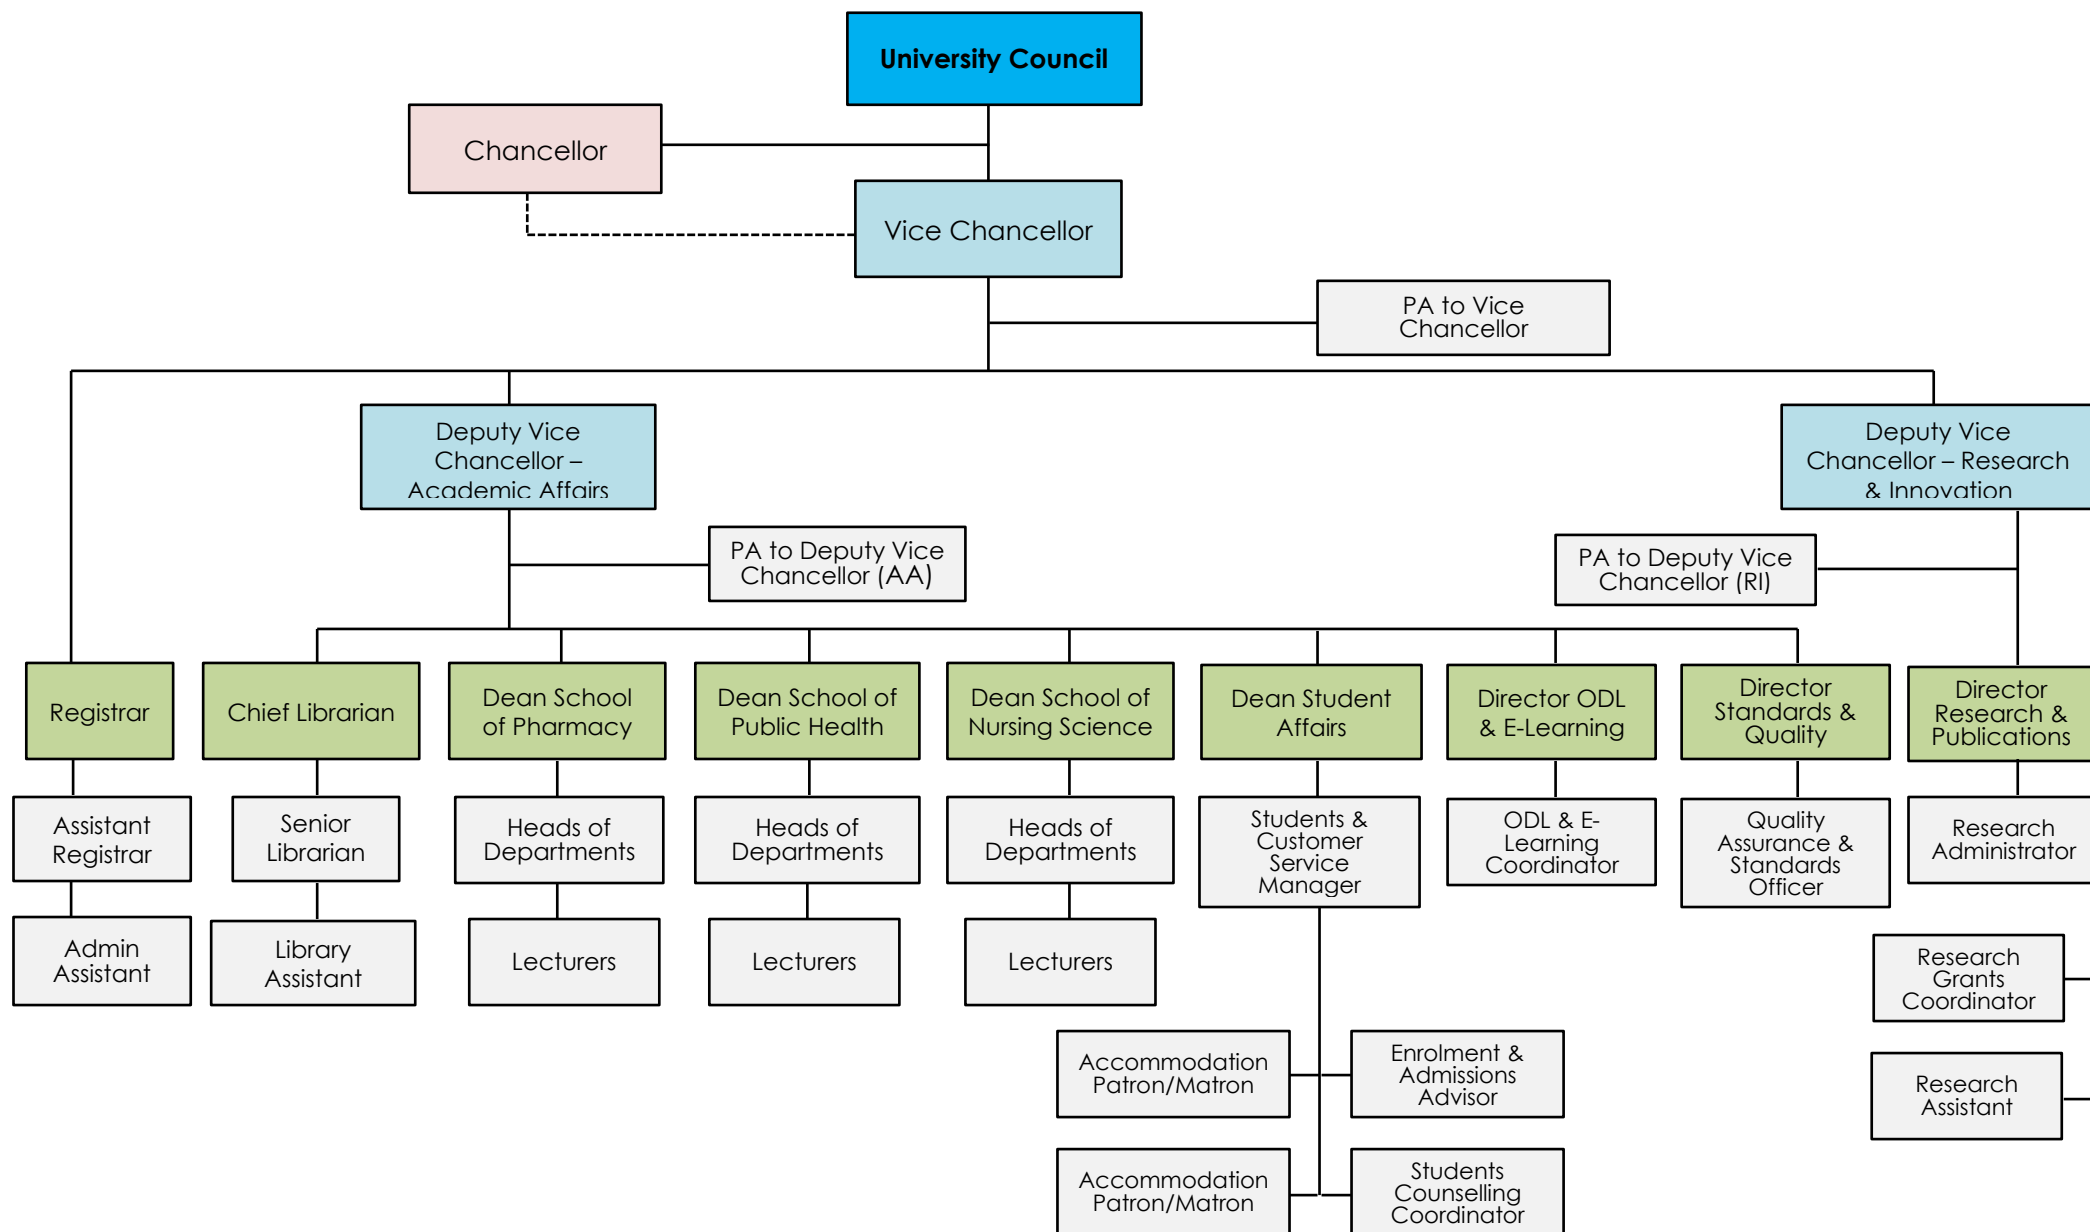 University Council
Chancellor
Vice Chancellor
PA to Vice
Chancellor
Deputy Vice
Chancellor –
Academic Affairs
Deputy Vice
Chancellor – Research
& Innovation
PA to Deputy Vice
Chancellor (AA)
PA to Deputy Vice
Chancellor (RI)
Registrar
Chief Librarian
Dean School
of Pharmacy
Dean School of
Public Health
Dean School of
Nursing Science
Dean Student
Affairs
Director ODL
& E-Learning
Director
Standards &
Quality
Director
Research &
Publications
Assistant
Registrar
Senior
Librarian
Heads of
Departments
Heads of
Departments
Heads of
Departments
Students &
Customer
Service
Manager
ODL & E-
Learning
Coordinator
Quality
Assurance &
Standards
Officer
Research
Administrator
Admin
Assistant
Library
Assistant
Lecturers
Lecturers
Lecturers
Research
Grants
Coordinator
Accommodation
Patron/Matron
Enrolment &
Admissions
Advisor
Research
Assistant
Accommodation
Patron/Matron
Students
Counselling
Coordinator